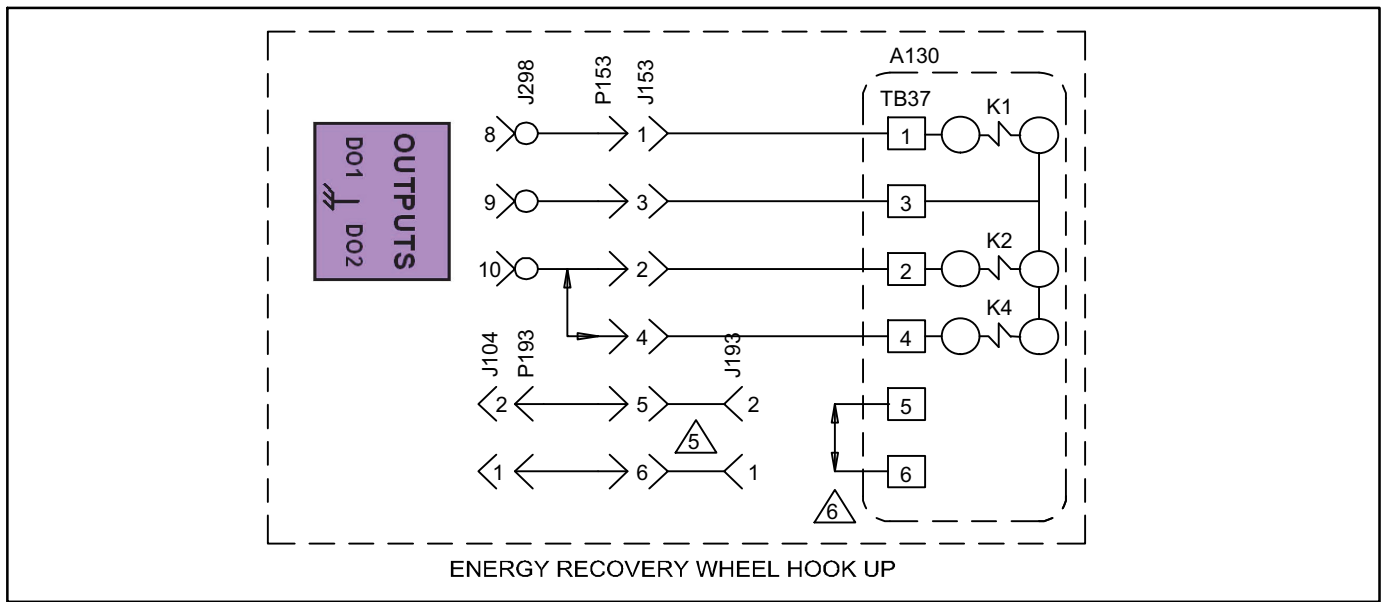 A130
J298
P153
J153
TB37
K1
8
1
1
OUTPUTS
DO1
DO2
9
3
3
K2
10
2
2
K4
J104
P193
4
J193
4
2
5
2
5
5
1
6
1
6
6
ENERGY RECOVERY WHEEL HOOK UP